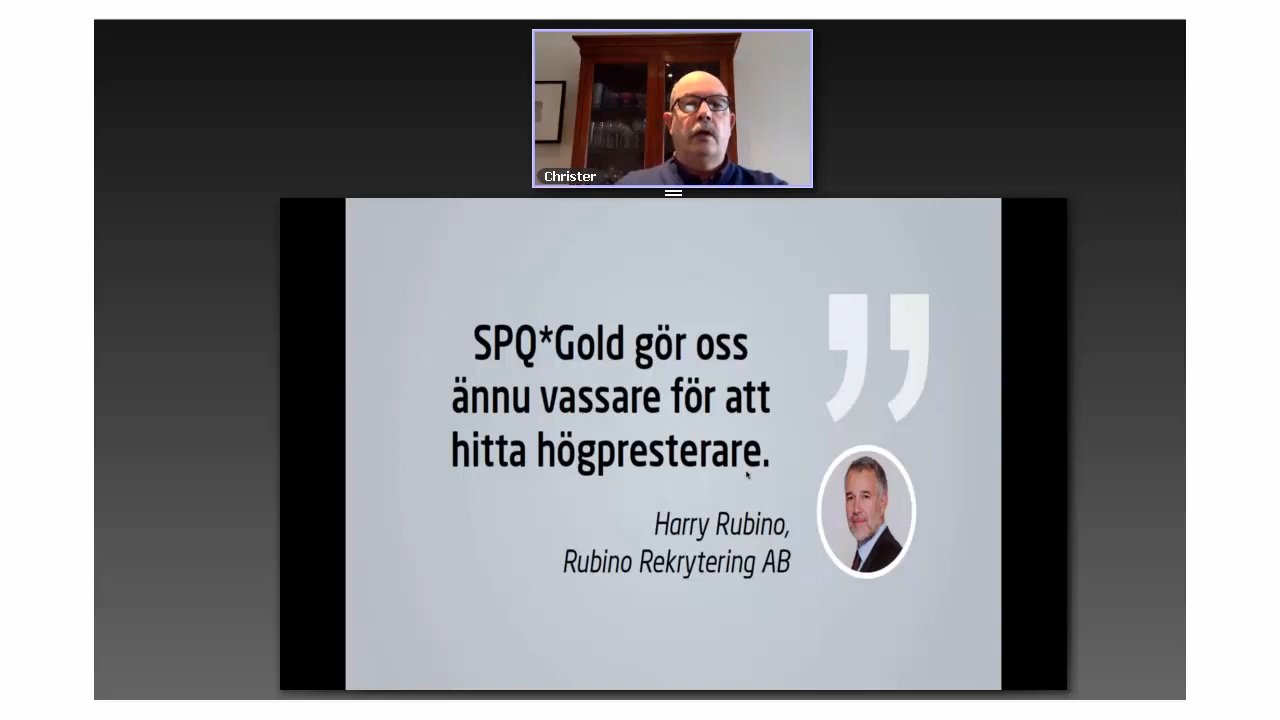 Christer
SPQ*Gold gör oss
ännu vassare för att
hitta högpresterare.
Harry Rubino,
Rubino Rekrytering AB